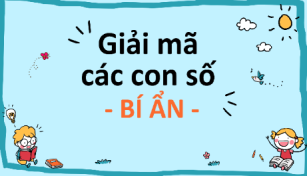 Giải mã
các con số
- BÍ ẨN -